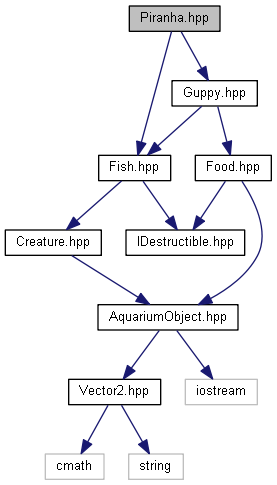 Piranha.hpp
Guppy.hpp
Fish.hpp
Food.hpp
Creature.hpp
IDestructible.hpp
AquariumObject.hpp
Vector2.hpp
iostream
cmath
string